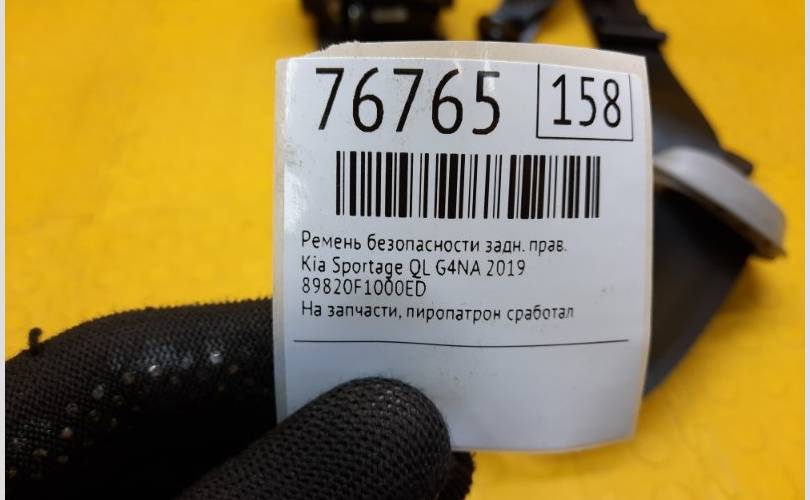 76765 158
Ремень безопасности задн. прав.
Kia Sportage QL G4NA 2019
89820F1000ED
На запчасти, пиропатрон сработал